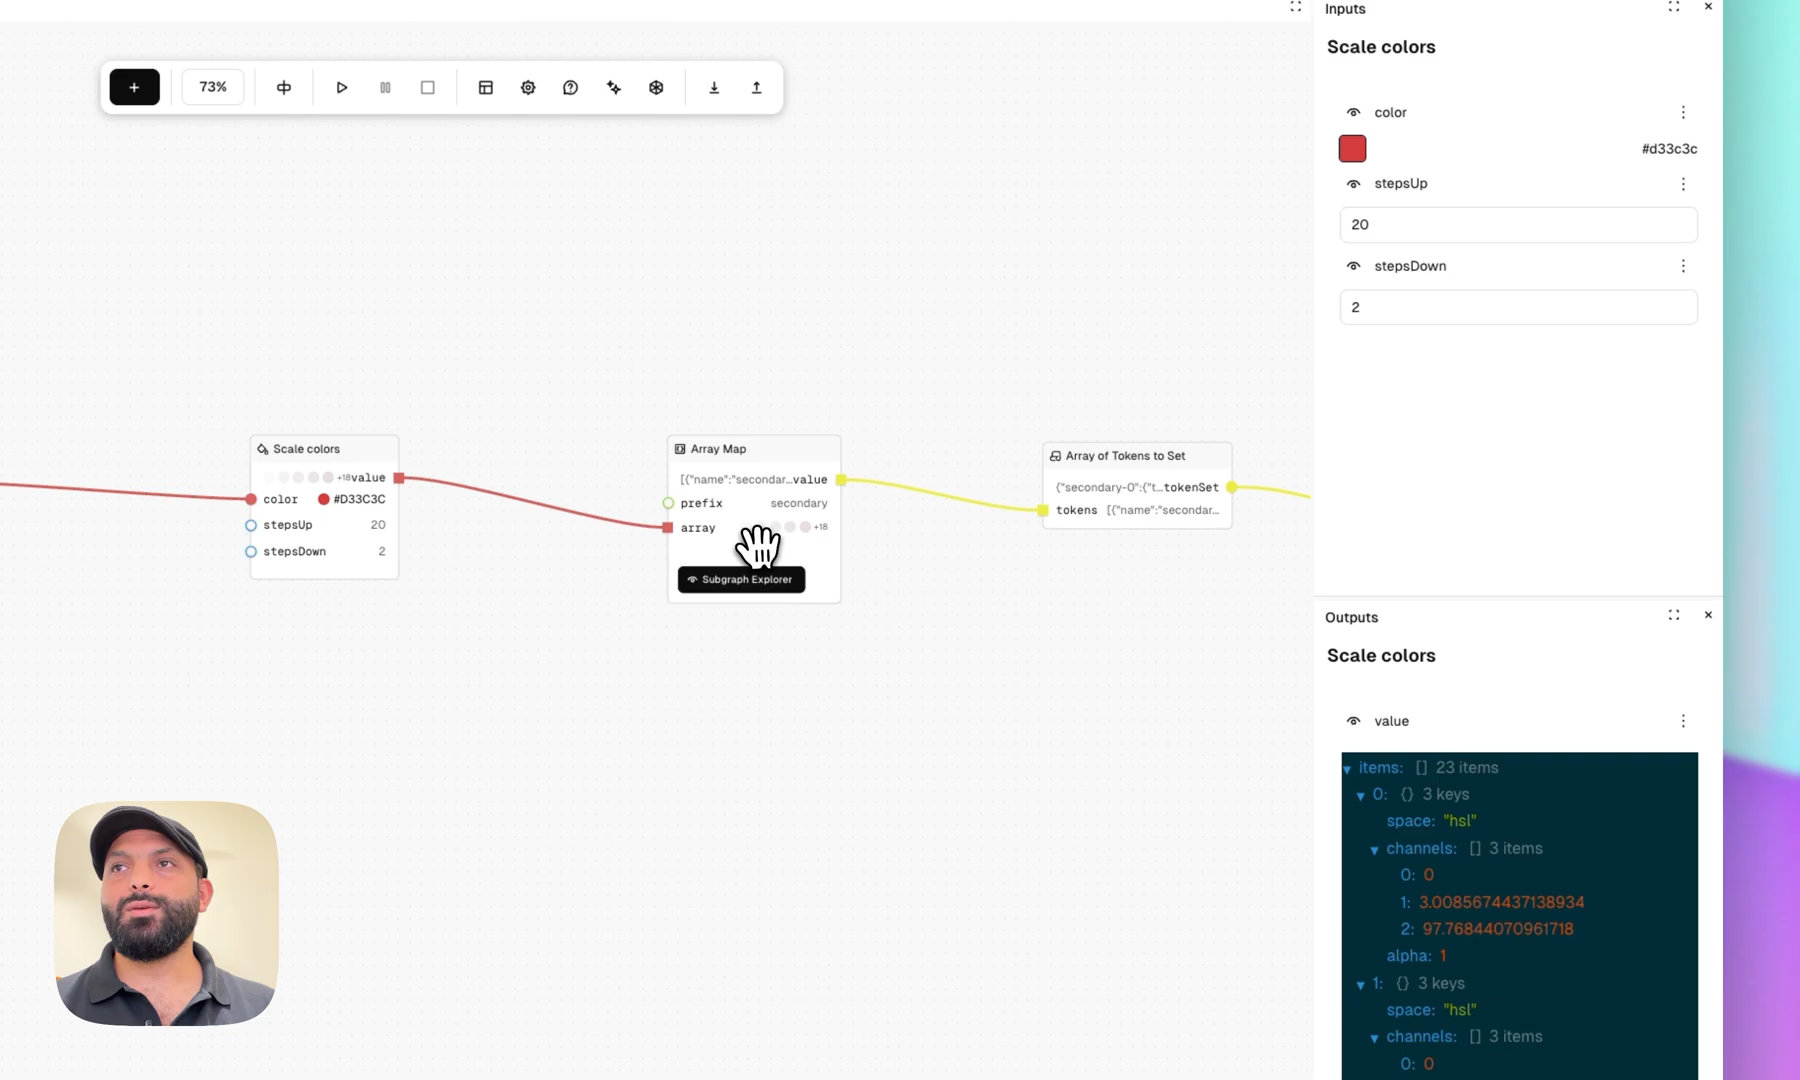 73%
Scale colors
+18value
color #D33C3C
stepsUp 20
stepsDown 2
Array Map
[{"name":"secondar...value
prefix secondary
array +18
Subgraph Explorer
Array of Tokens to Set
{"secondary-0":{"t...tokenSet
tokens [{"name":"secondar...
Inputs
Scale colors
color
#d33c3c
stepsUp
20
stepsDown
2
Outputs
Scale colors
value
items: [] 23 items
0: {} 3 keys
space: "hsl"
channels: [] 3 items
0: 0
1: 3.0085674437138934
2: 97.76844070961718
alpha: 1
1: {} 3 keys
space: "hsl"
channels: [] 3 items
0: 0